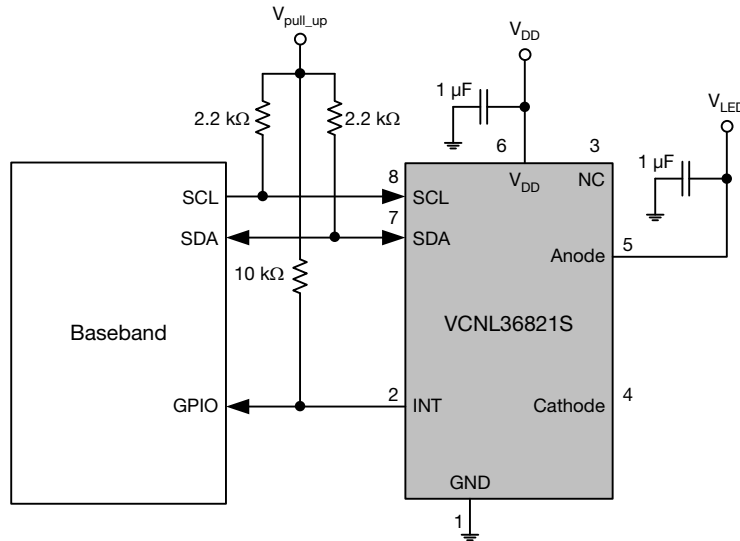 Vpull_up
VDD
1 µF
VLED
2.2 kΩ
2.2 kΩ
6
3
1 µF
8
VDD
NC
SCL
SCL
7
SDA
SDA
5
Anode
10 kΩ
Baseband
VCNL36821S
GPIO
2
INT
Cathode
4
GND
1